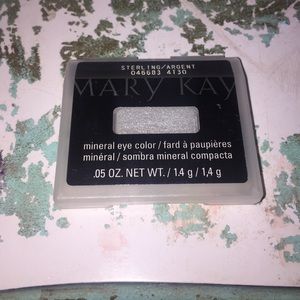 STERLING/ARGENT
046683 4130
MARY KAY
mineral eye color / fard à paupières
minéral / sombra mineral compacta
.05 OZ. NET WT. / 1.4 g / 1,4 g